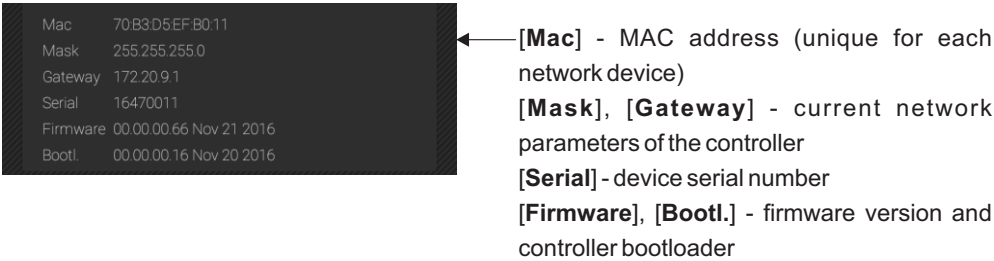 Mac 70:B3:D5:EF:B0:11
Mask 255.255.255.0
Gateway 172.20.9.1
Serial 16470011
Firmware 00.00.00.66 Nov 21 2016
Bootl. 00.00.00.16 Nov 20 2016
[Mac] - MAC address (unique for each
network device)
[Mask], [Gateway] - current network
parameters of the controller
[Serial] - device serial number
[Firmware], [Bootl.] - firmware version and
controller bootloader